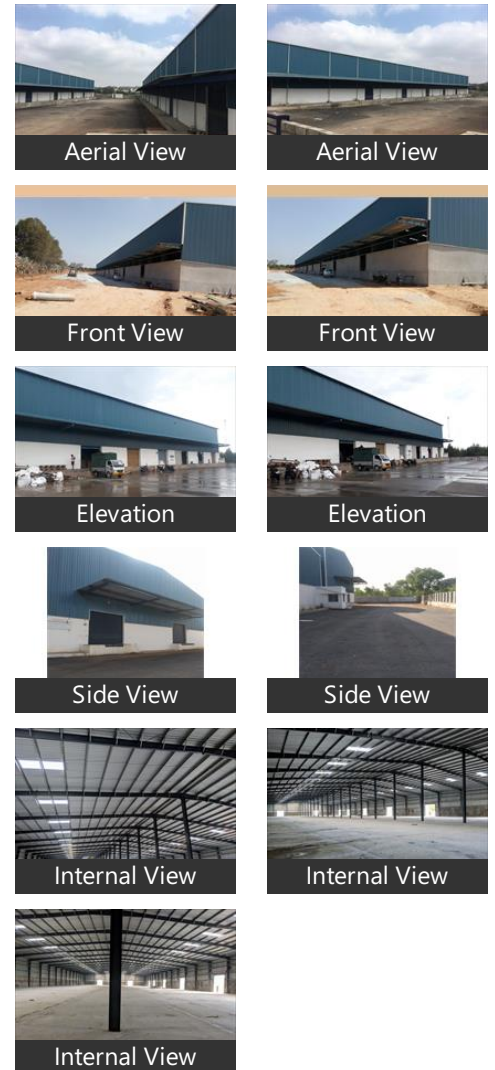 Aerial View
Aerial View
Front View
Front View
Elevation
Elevation
Side View
Side View
Internal View
Internal View
Internal View